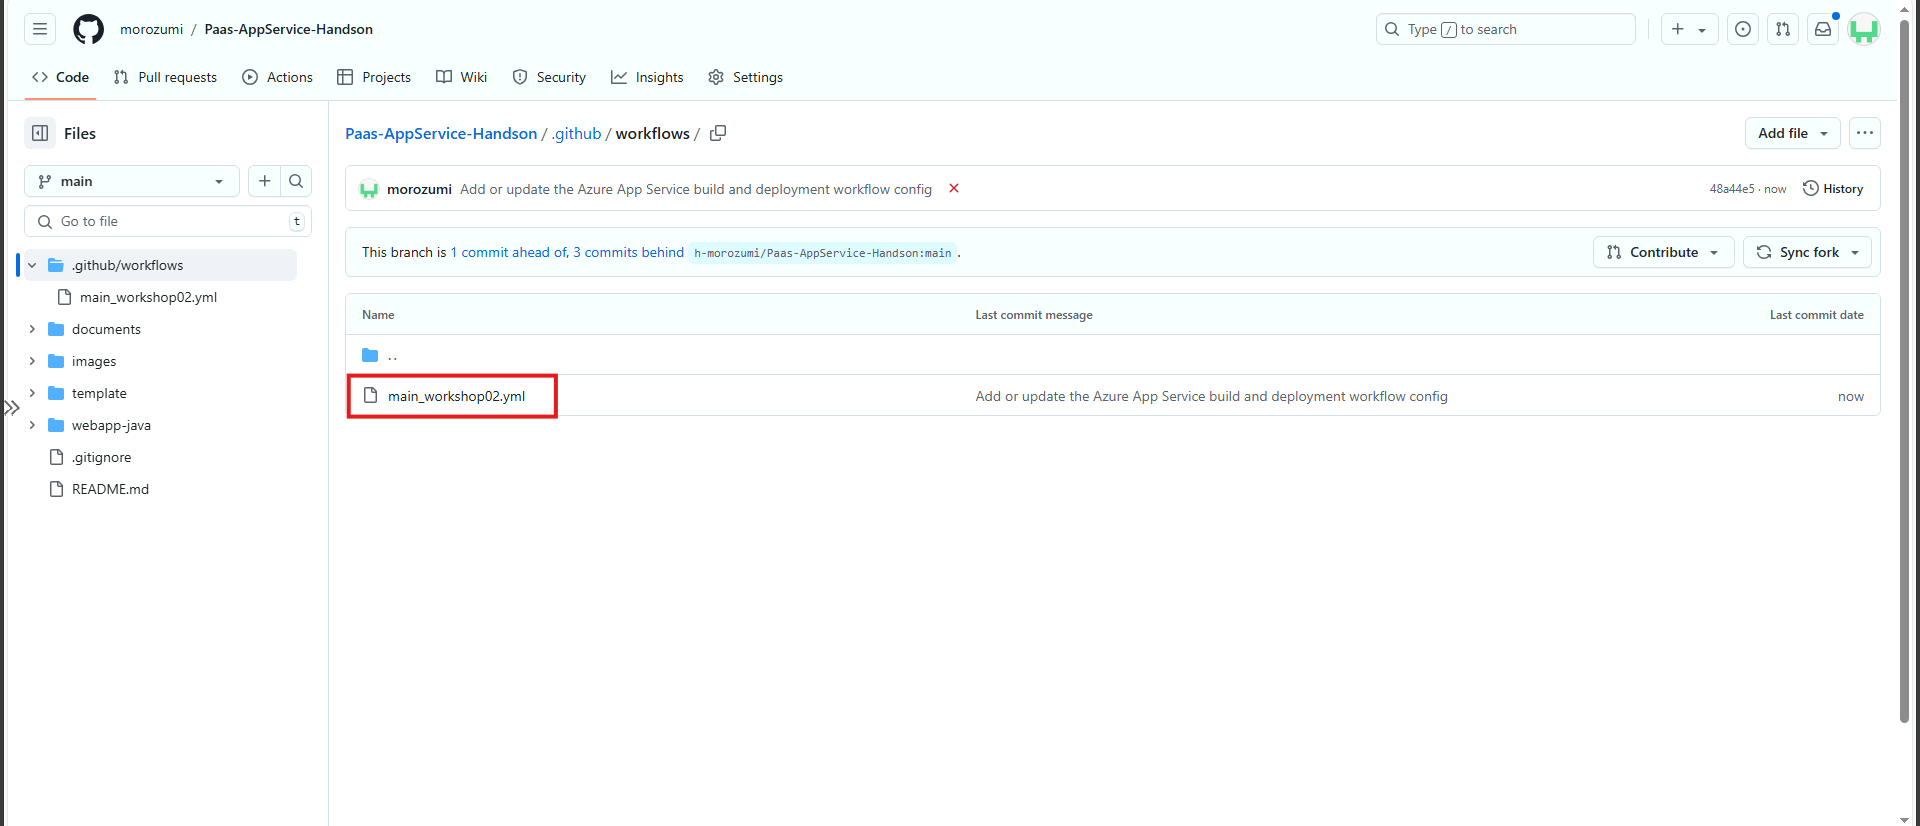 morozumi / Paas-AppService-Handson
Type / to search
Code Pull requests Actions Projects Wiki Security Insights Settings
Files
main
Go to file t
.github/workflows
main_workshop02.yml
documents
images
template
webapp-java
.gitignore
README.md
Paas-AppService-Handson / .github / workflows /
Add file
morozumi Add or update the Azure App Service build and deployment workflow config
48a44e5 · now History
This branch is 1 commit ahead of, 3 commits behind h-morozumi/Paas-AppService-Handson:main .
Contribute Sync fork
Name Last commit message Last commit date
..
main_workshop02.yml Add or update the Azure App Service build and deployment workflow config now